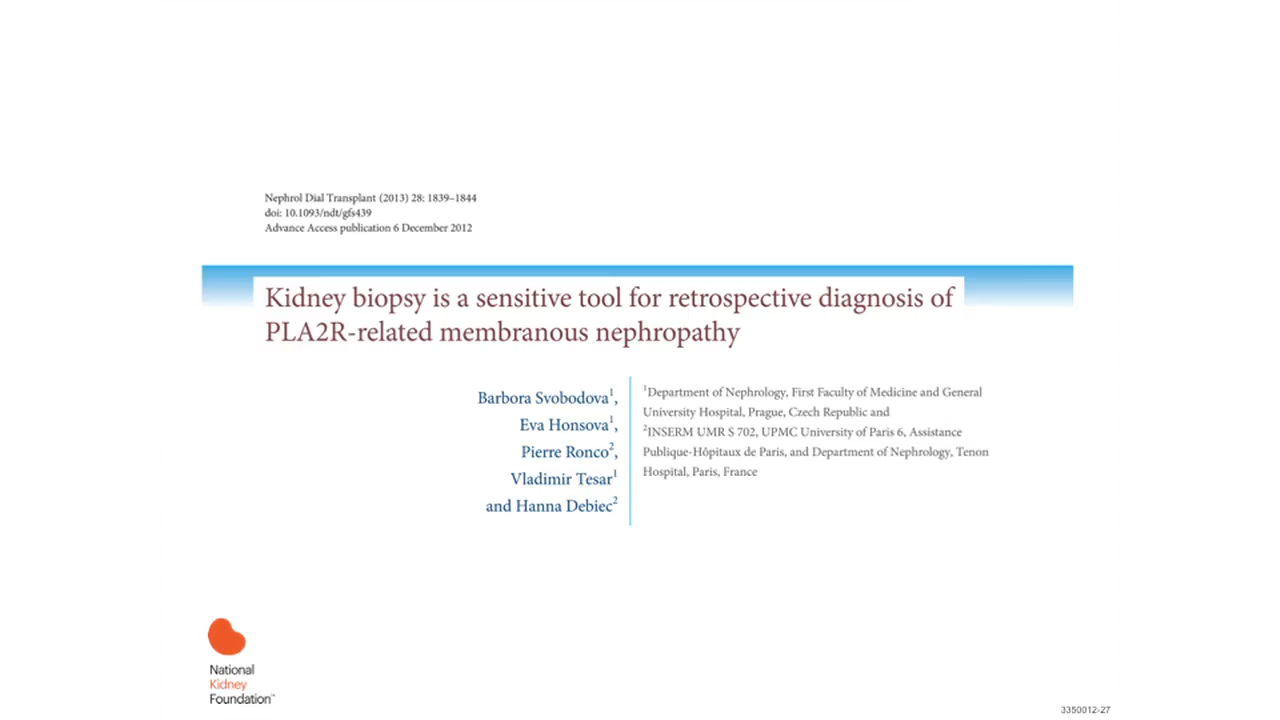 Nephrol Dial Transplant (2013) 28: 1839–1844
doi: 10.1093/ndt/gfs439
Advance Access publication 6 December 2012
Kidney biopsy is a sensitive tool for retrospective diagnosis of
PLA2R-related membranous nephropathy
Barbora Svobodova1,
Eva Honsova1,
Pierre Ronco2,
Vladimir Tesar1
and Hanna Debiec2
1Department of Nephrology, First Faculty of Medicine and General
University Hospital, Prague, Czech Republic and
2INSERM UMR S 702, UPMC University of Paris 6, Assistance
Publique-Hôpitaux de Paris, and Department of Nephrology, Tenon
Hospital, Paris, France
National
Kidney
Foundation™
3350012-27